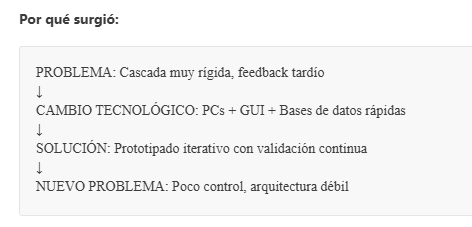 Por qué surgió:
PROBLEMA: Cascada muy rígida, feedback tardío
↓
CAMBIO TECNOLÓGICO: PCs + GUI + Bases de datos rápidas
↓
SOLUCIÓN: Prototipado iterativo con validación continua
↓
NUEVO PROBLEMA: Poco control, arquitectura débil